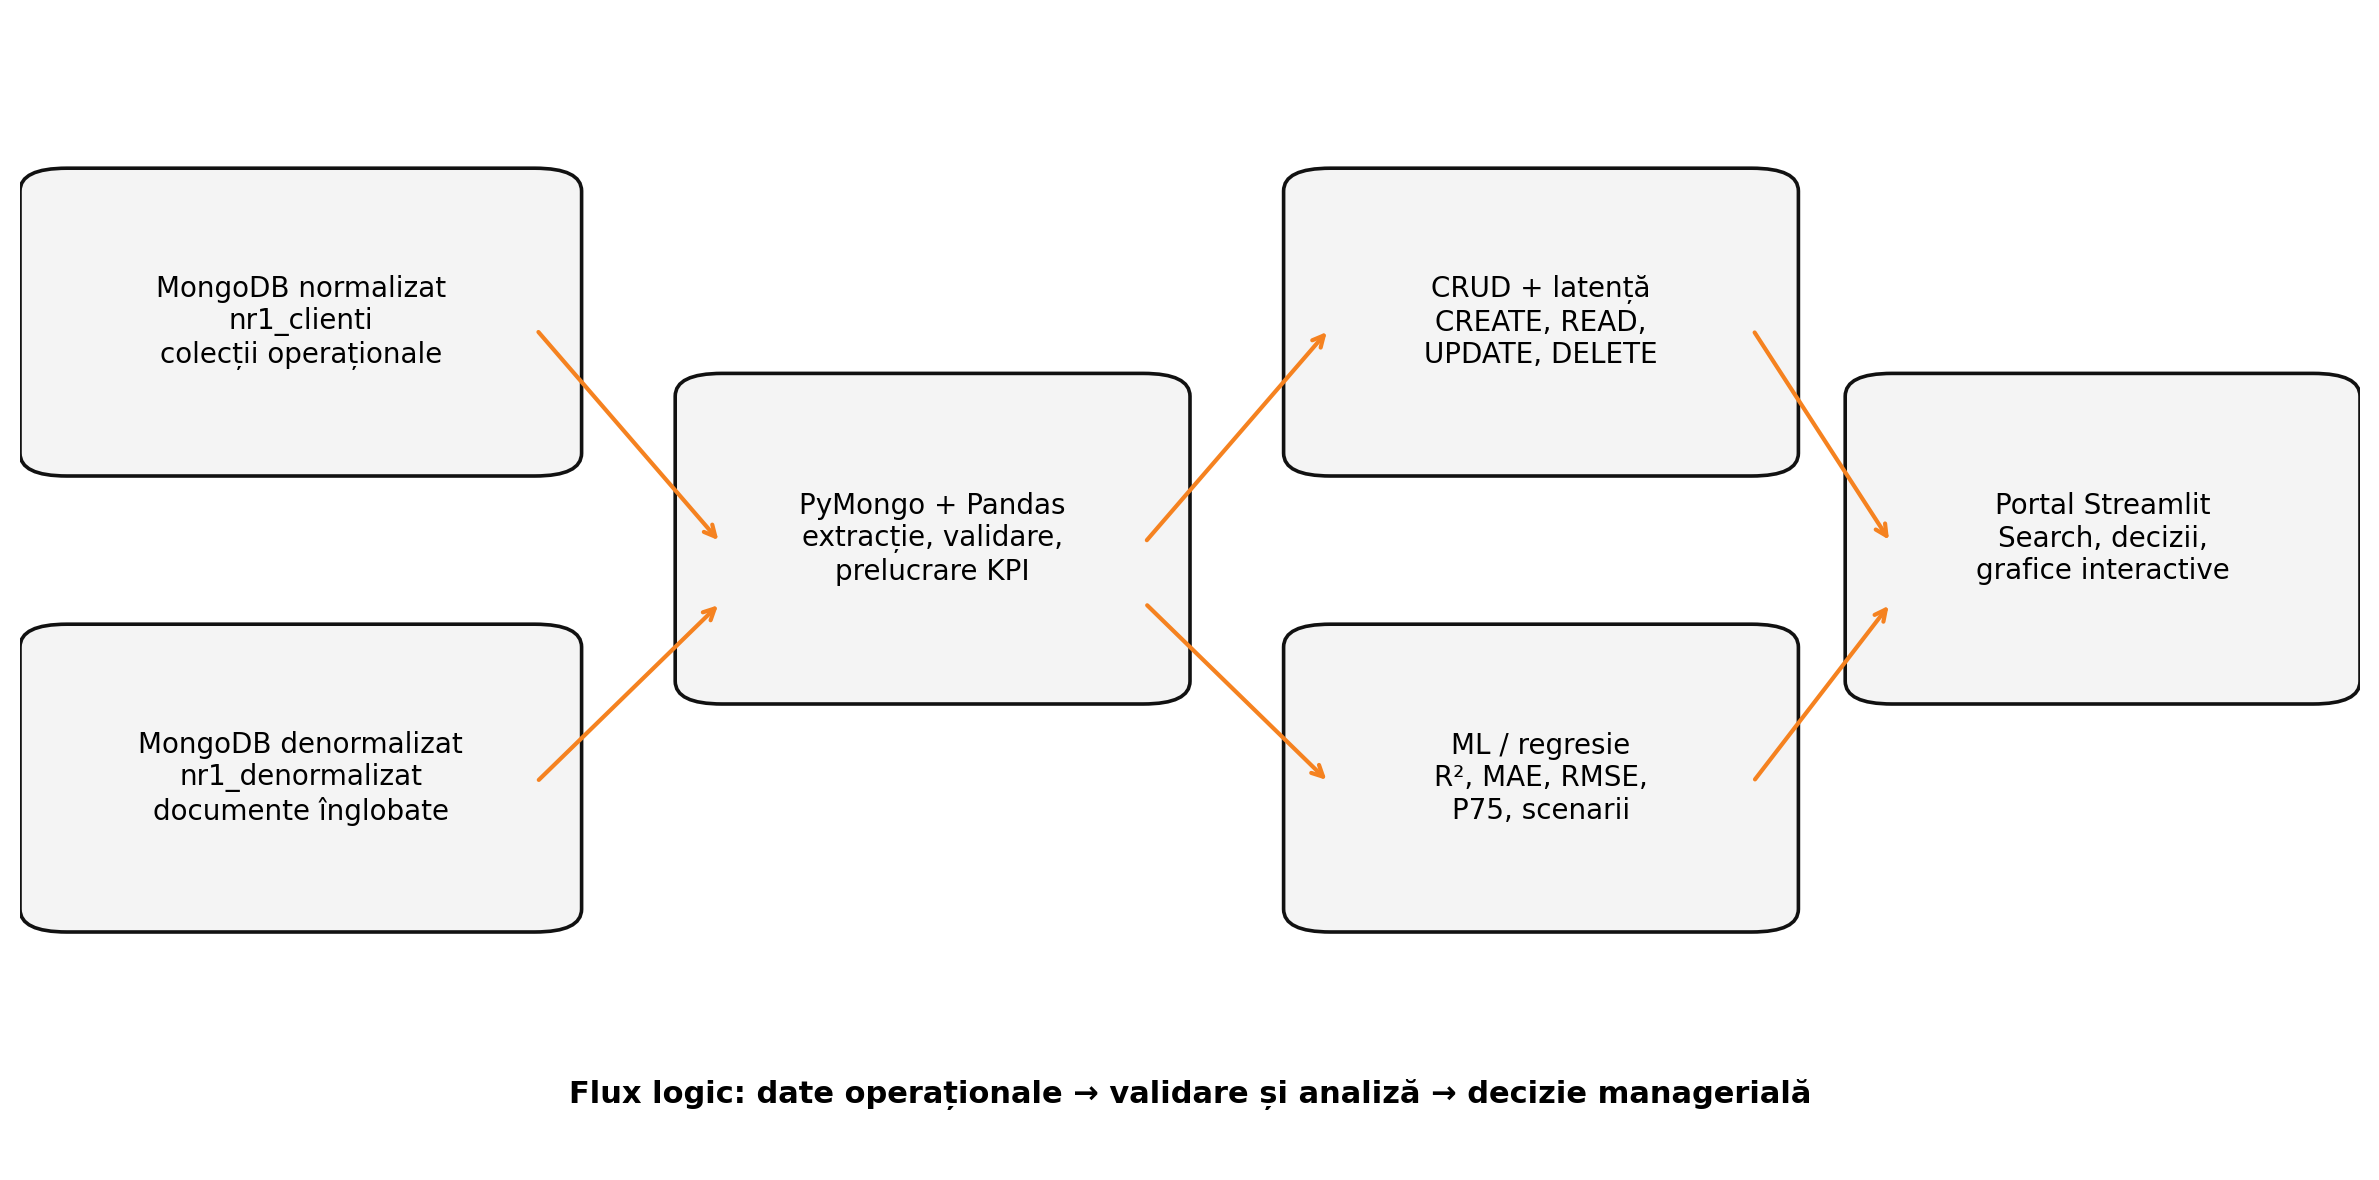 MongoDB normalizat
nr1_clienti
colecții operaționale
MongoDB denormalizat
nr1_denormalizat
documente înglobate
PyMongo + Pandas
extracție, validare,
prelucrare KPI
CRUD + latență
CREATE, READ,
UPDATE, DELETE
ML / regresie
R², MAE, RMSE,
P75, scenarii
Portal Streamlit
Search, decizii,
grafice interactive
Flux logic: date operaționale → validare și analiză → decizie managerială